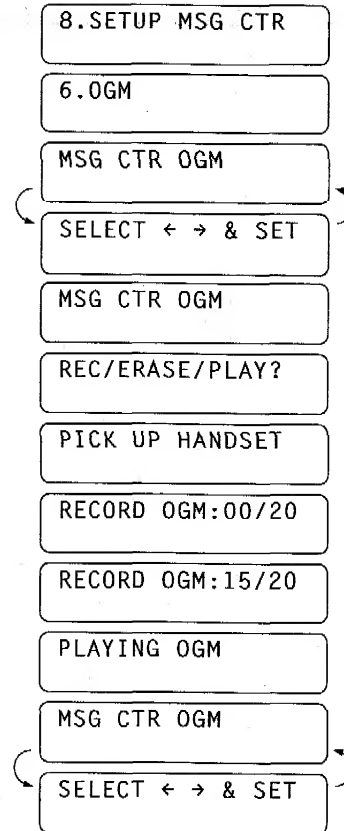 8.SETUP MSG CTR
6.OGM
MSG CTR OGM
SELECT ← → & SET
MSG CTR OGM
REC/ERASE/PLAY?
PICK UP HANDSET
RECORD OGM:00/20
RECORD OGM:15/20
PLAYING OGM
MSG CTR OGM
SELECT ← → & SET